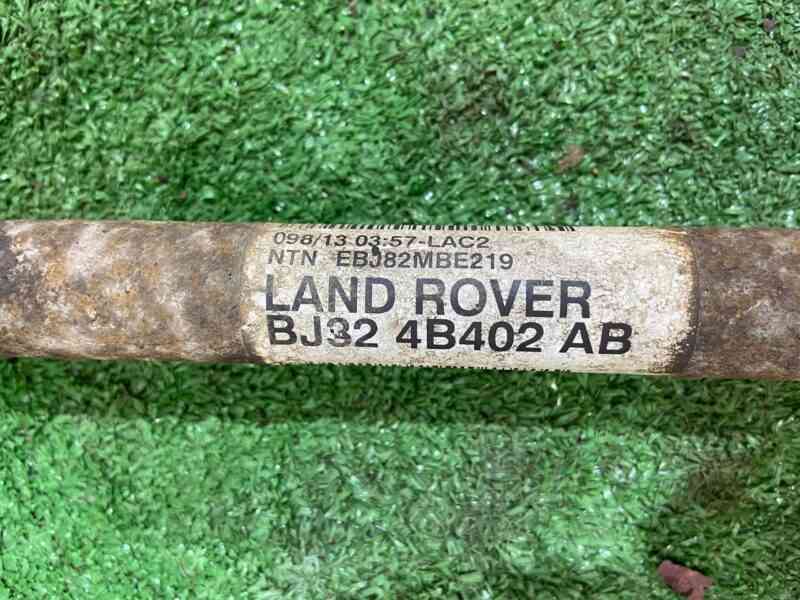 098/13 03:57-LAC2
NTN EBJ82MBE219
LAND ROVER
BJ32 4B402 AB